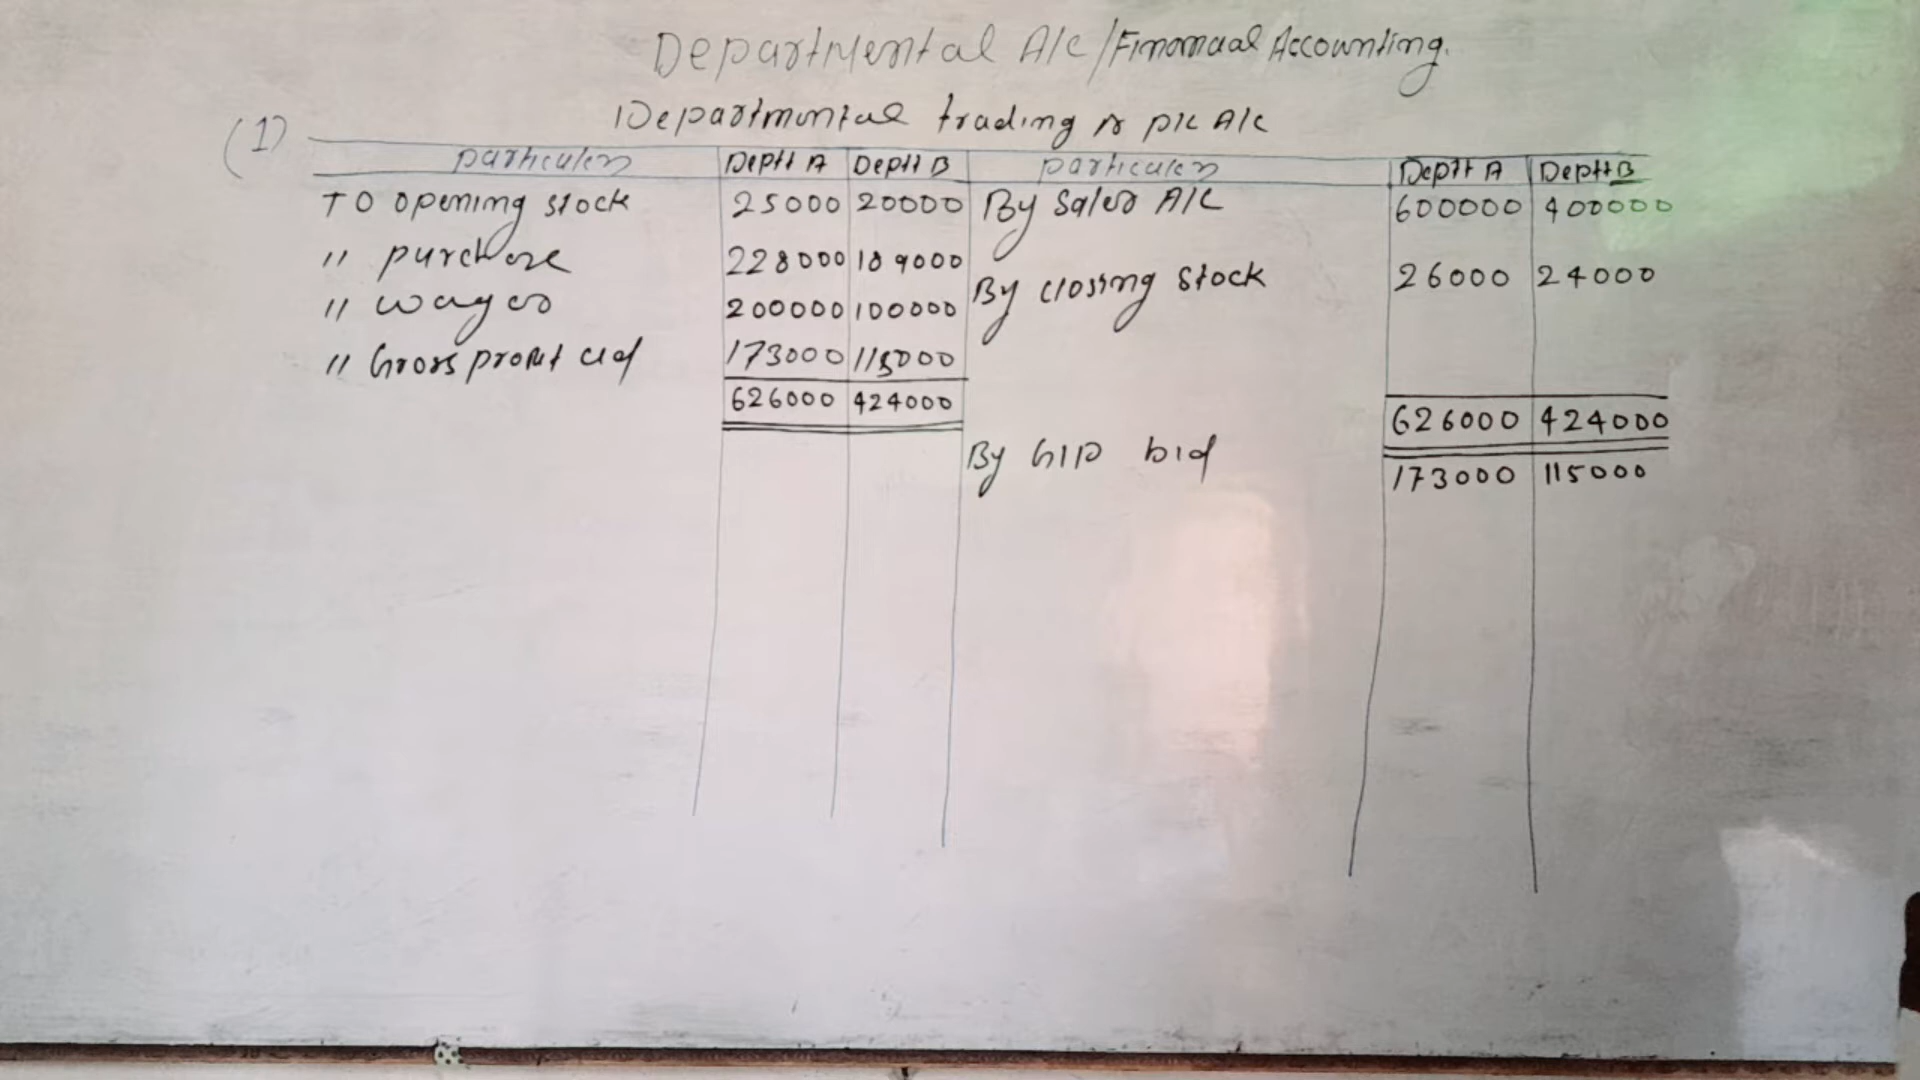 Departmental A/c/Financial Accounting.
(1)
Departmental trading & P/L A/c
Particulars Deptt A Deptt B Particulars Deptt A Deptt B
To opening stock 25000 20000 By Sales A/c 600000 400000
" purchase 228000 189000 By closing stock 26000 24000
" wages 200000 100000
" Gross profit c/d 173000 115000
626000 424000 626000 424000
By G/P b/d 173000 115000